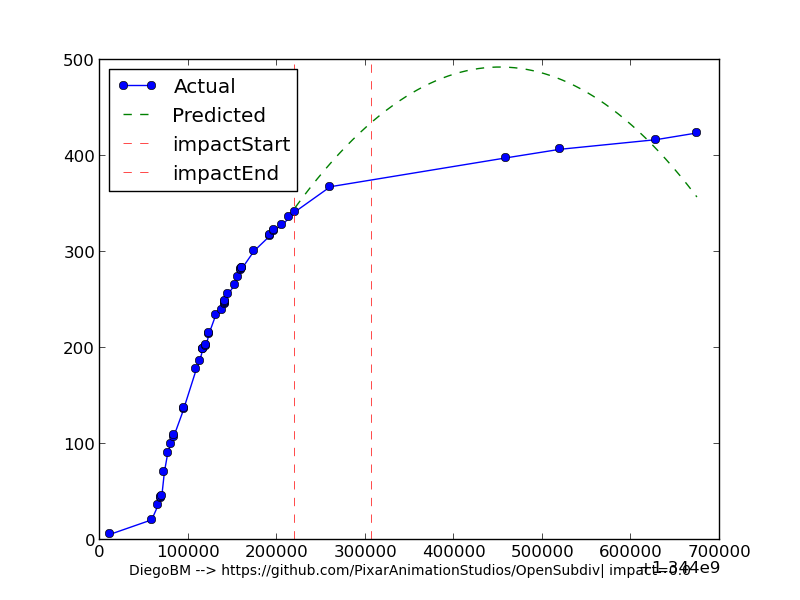 500
Actual
Predicted
impactStart
impactEnd
400
300
200
100
0
0 100000 200000 300000 400000 500000 600000 700000
+1.344e9
DiegoBM --> https://github.com/PixarAnimationStudios/OpenSubdiv| impact=0.0